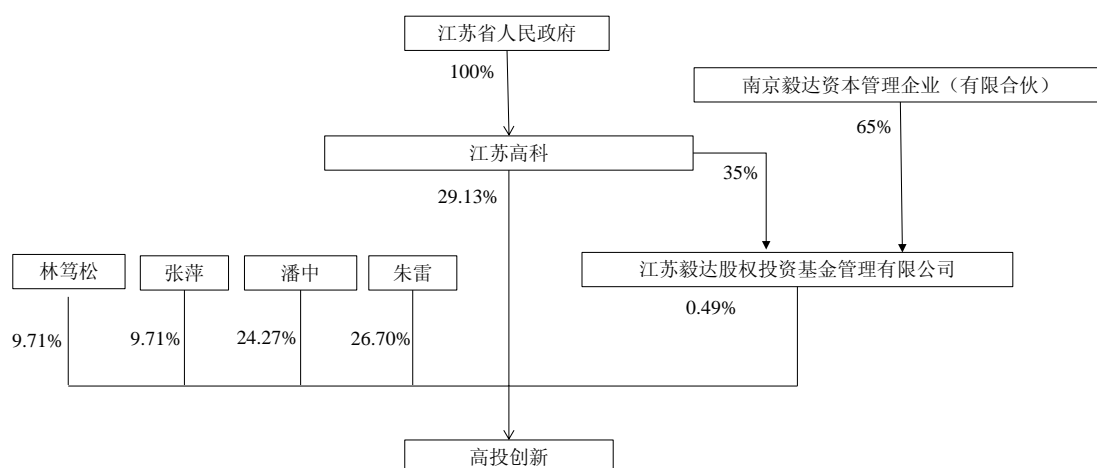 江苏省人民政府
100%
南京毅达资本管理企业（有限合伙）
65%
江苏高科
35%
29.13%
林笃松
张萍
潘中
朱雷
江苏毅达股权投资基金管理有限公司
0.49%
9.71%
9.71%
24.27%
26.70%
高投创新